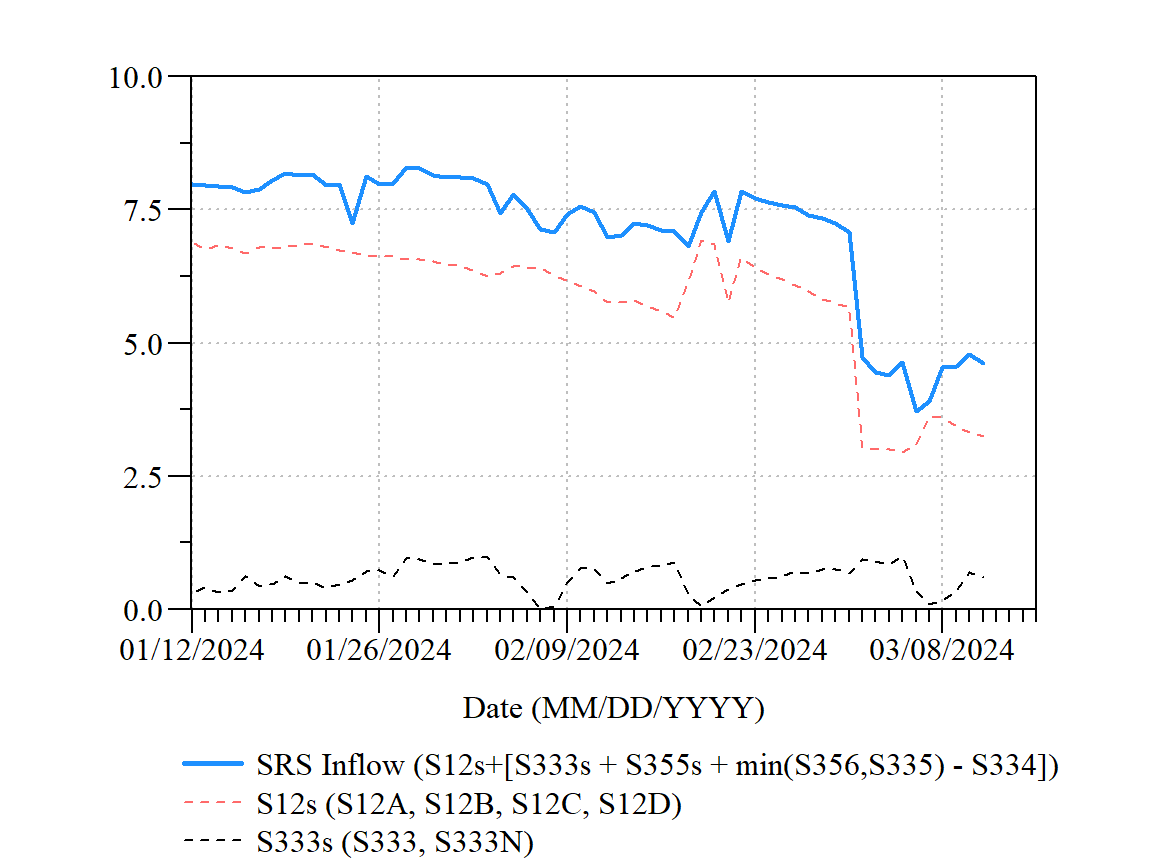 10.0
7.5
5.0
2.5
0.0
01/12/2024 01/26/2024 02/09/2024 02/23/2024 03/08/2024
Date (MM/DD/YYYY)
SRS Inflow (S12s+[S333s + S355s + min(S356,S335) - S334])
S12s (S12A, S12B, S12C, S12D)
S333s (S333, S333N)